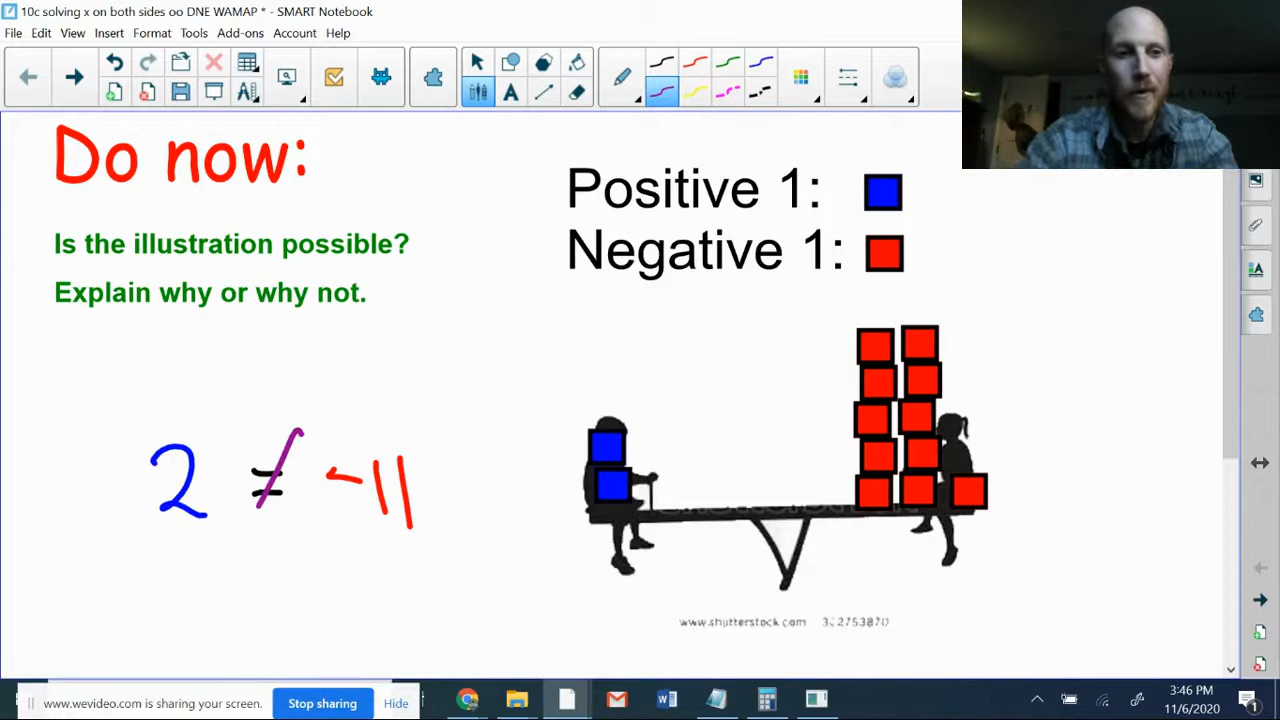 10c solving x on both sides oo DNE WAMAP * - SMART Notebook
File Edit View Insert Format Tools Add-ons Account Help
Do now:
Is the illustration possible?
Explain why or why not.
Positive 1:
Negative 1:
2 ≠ -11
www.shutterstock.com
www.wevideo.com is sharing your screen.
Stop sharing
Hide
3:46 PM
11/6/2020